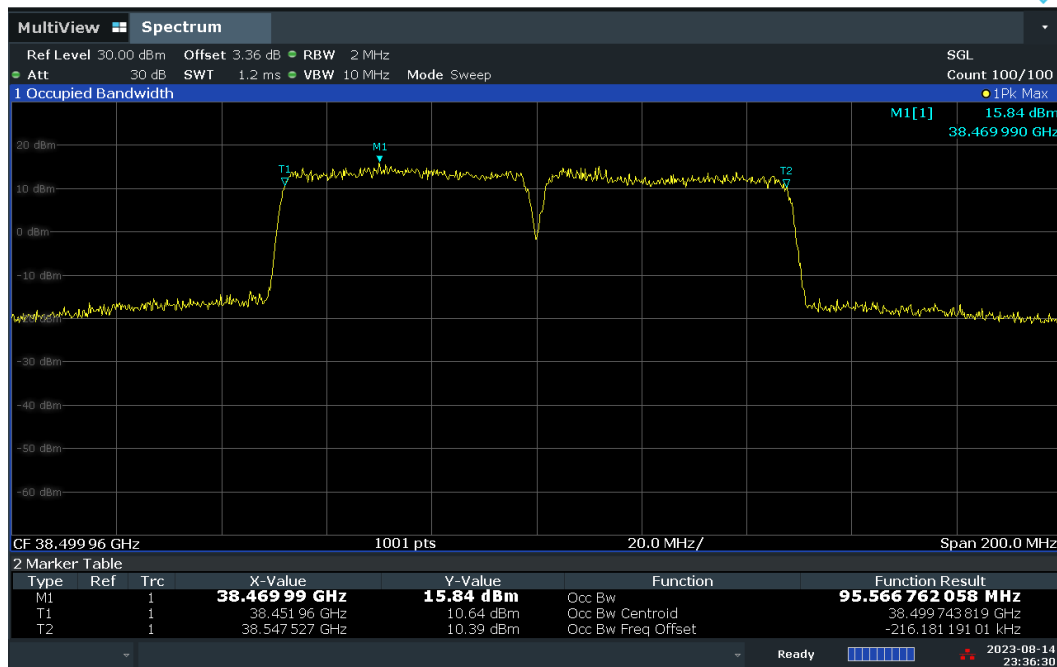 MultiView Spectrum
Ref Level 30.00 dBm Offset 3.36 dB RBW 2 MHz SGL
Att 30 dB SWT 1.2 ms VBW 10 MHz Mode Sweep Count 100/100
1 Occupied Bandwidth 1Pk Max
M1[1] 15.84 dBm
38.469 990 GHz
20 dBm
M1
T1
T2
10 dBm
0 dBm
-10 dBm
-30 dBm
-40 dBm
-50 dBm
-60 dBm
CF 38.499 96 GHz 1001 pts 20.0 MHz/ Span 200.0 MHz
2 Marker Table
Type Ref Trc X-Value Y-Value Function Function Result
M1 1 38.469 99 GHz 15.84 dBm Occ Bw 95.566 762 058 MHz
T1 1 38.451 96 GHz 10.64 dBm Occ Bw Centroid 38.499 743 819 GHz
T2 1 38.547 527 GHz 10.39 dBm Occ Bw Freq Offset -216.181 191 01 kHz
Ready 2023-08-14
23:36:30